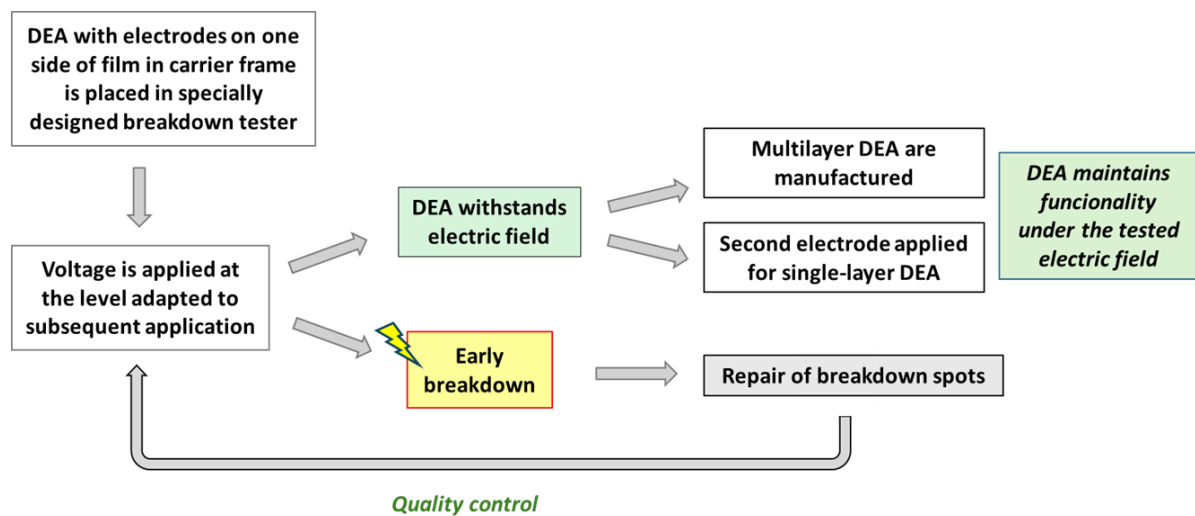 DEA with electrodes on one
side of film in carrier frame
is placed in specially
designed breakdown tester
Voltage is applied at
the level adapted to
subsequent application
DEA withstands
electric field
Early
breakdown
Multilayer DEA are
manufactured
Second electrode applied
for single-layer DEA
Repair of breakdown spots
DEA maintains
funcionality
under the tested
electric field
Quality control